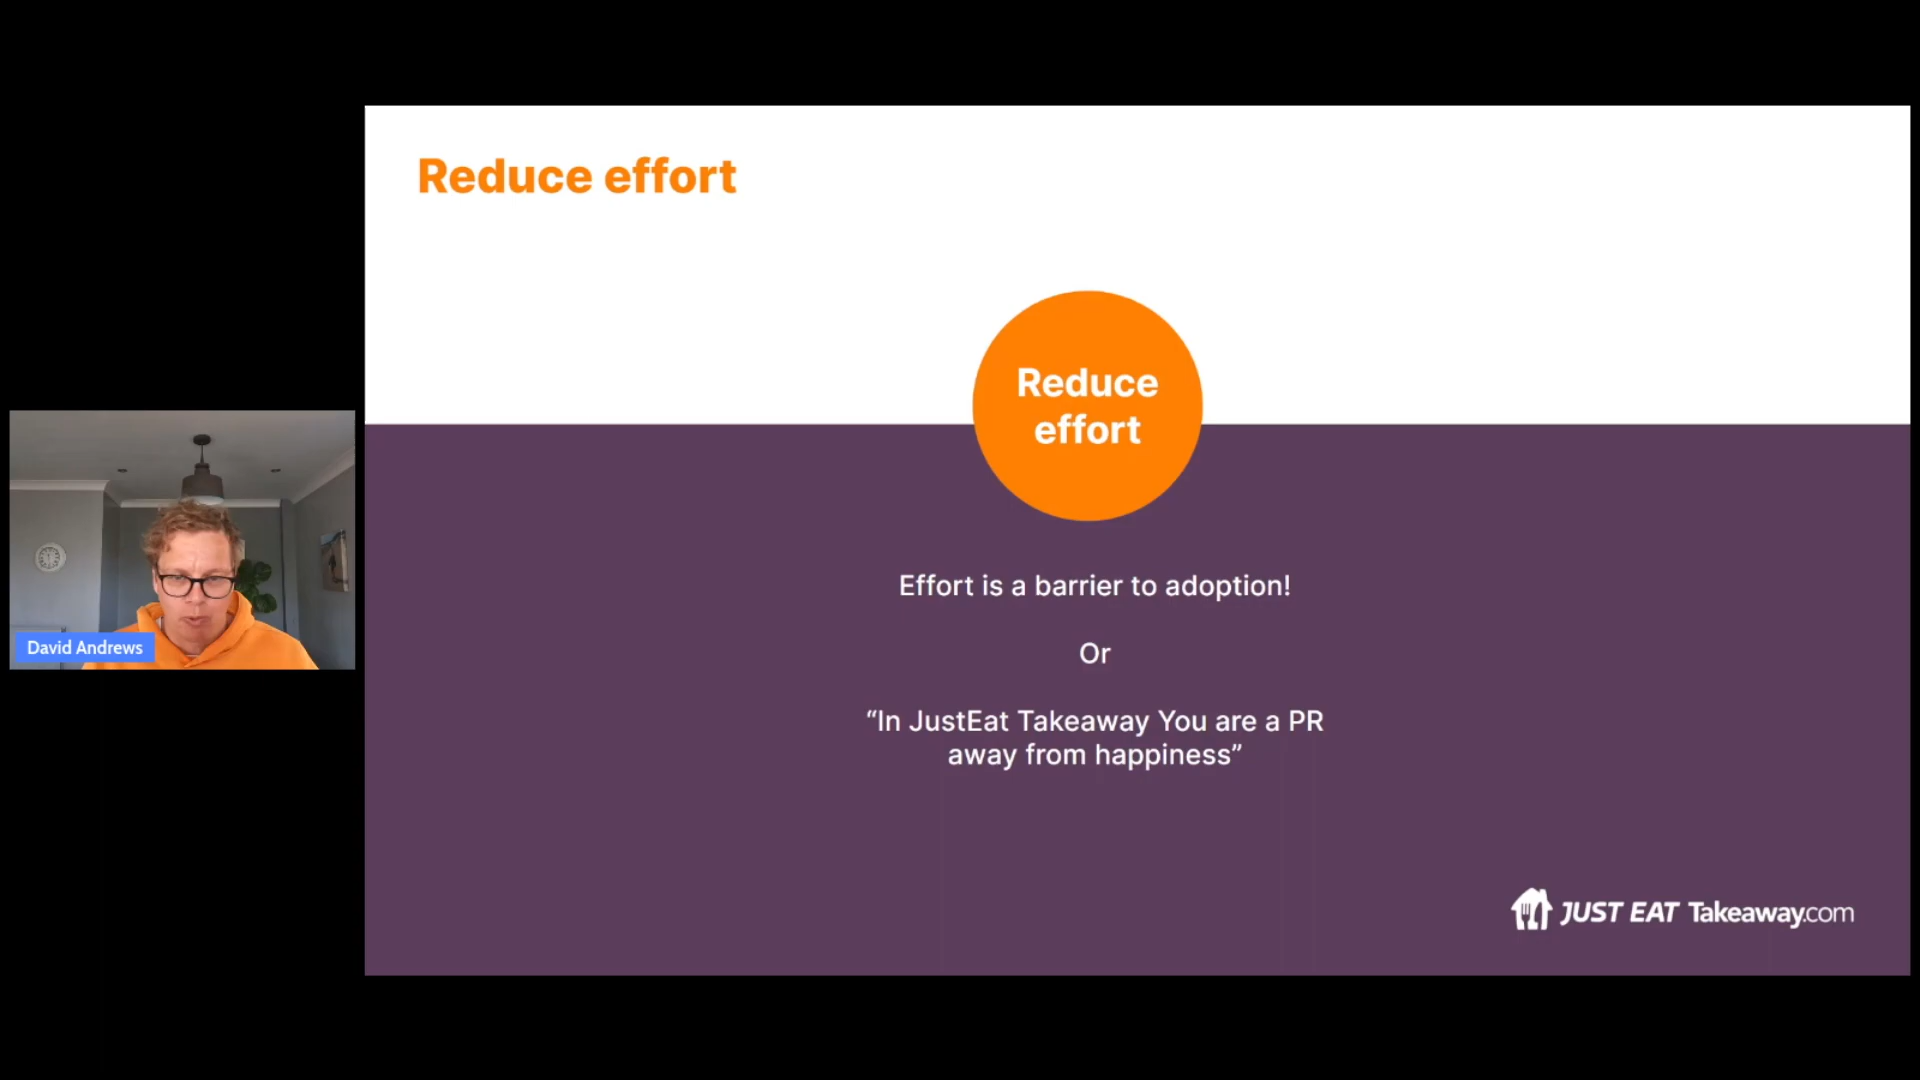 Reduce effort
Reduce
effort
Effort is a barrier to adoption!
Or
“In JustEat Takeaway You are a PR
away from happiness”
JUST EAT Takeaway.com
David Andrews